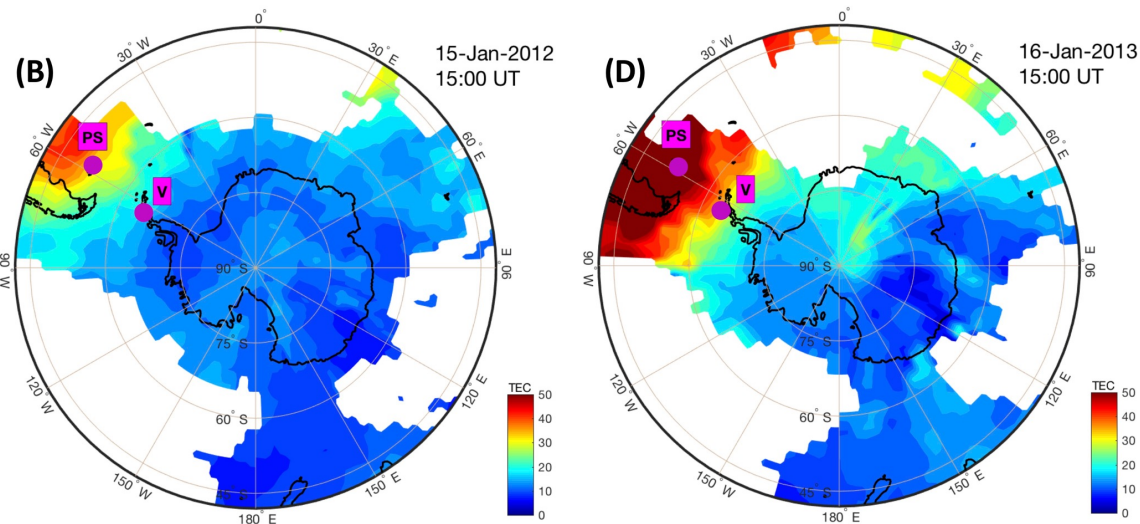 (B)
15-Jan-2012
15:00 UT
0°
30° E
60° E
90° E
120° E
150° E
180° E
150° W
120° W
90° W
60° W
30° W
PS
V
90° S
75° S
60° S
45° S
TEC
50
40
30
20
10
0
(D)
16-Jan-2013
15:00 UT
0°
30° E
60° E
90° E
120° E
150° E
180° E
150° W
120° W
90° W
60° W
30° W
PS
V
90° S
75° S
60° S
45° S
TEC
50
40
30
20
10
0